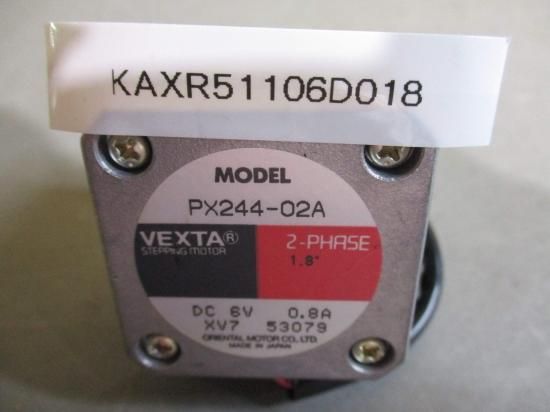 KAXR51106D018
MODEL
PX244-02A
VEXTA®
STEPPING MOTOR
2-PHASE
1.8°
DC 6V 0.8A
XV7 53079
ORIENTAL MOTOR CO., LTD.
MADE IN JAPAN